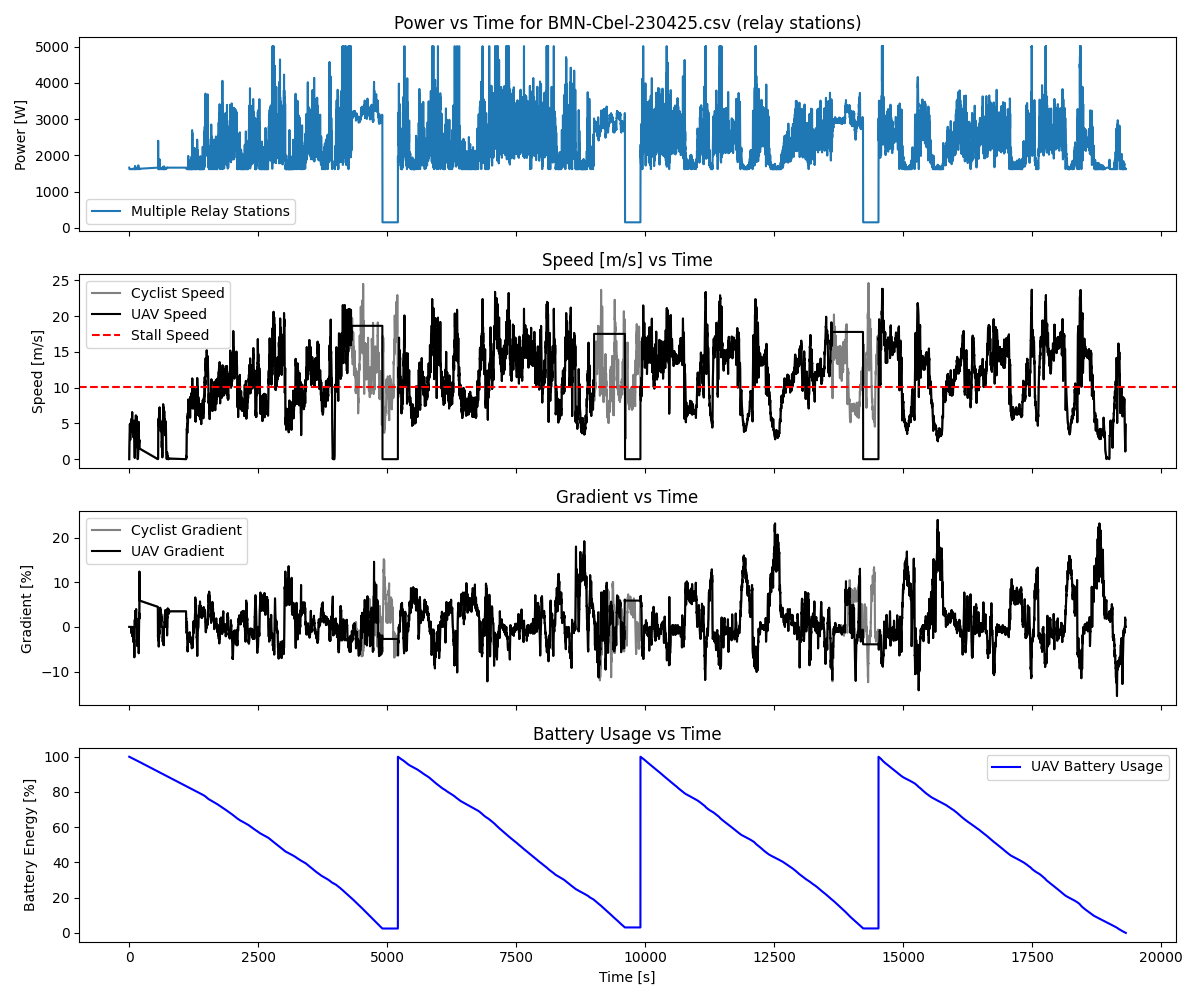 Power vs Time for BMN-Cbel-230425.csv (relay stations)
5000
4000
3000
2000
1000
0
Power [W]
Multiple Relay Stations
Speed [m/s] vs Time
25
20
15
10
5
0
Speed [m/s]
Cyclist Speed
UAV Speed
Stall Speed
Gradient vs Time
20
10
0
−10
Gradient [%]
Cyclist Gradient
UAV Gradient
Battery Usage vs Time
100
80
60
40
20
0
Battery Energy [%]
UAV Battery Usage
0 2500 5000 7500 10000 12500 15000 17500 20000
Time [s]